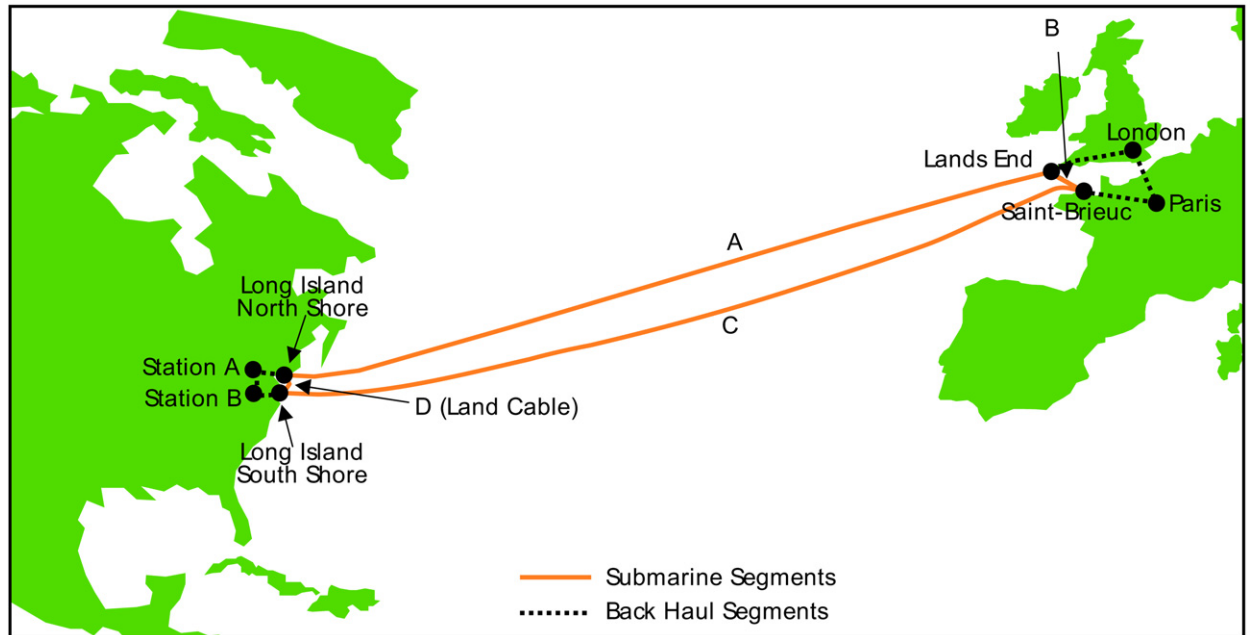 B
London
Lands End
Saint-Brieuc
Paris
A
Long Island
North Shore
C
Station A
Station B
D (Land Cable)
Long Island
South Shore
Submarine Segments
Back Haul Segments